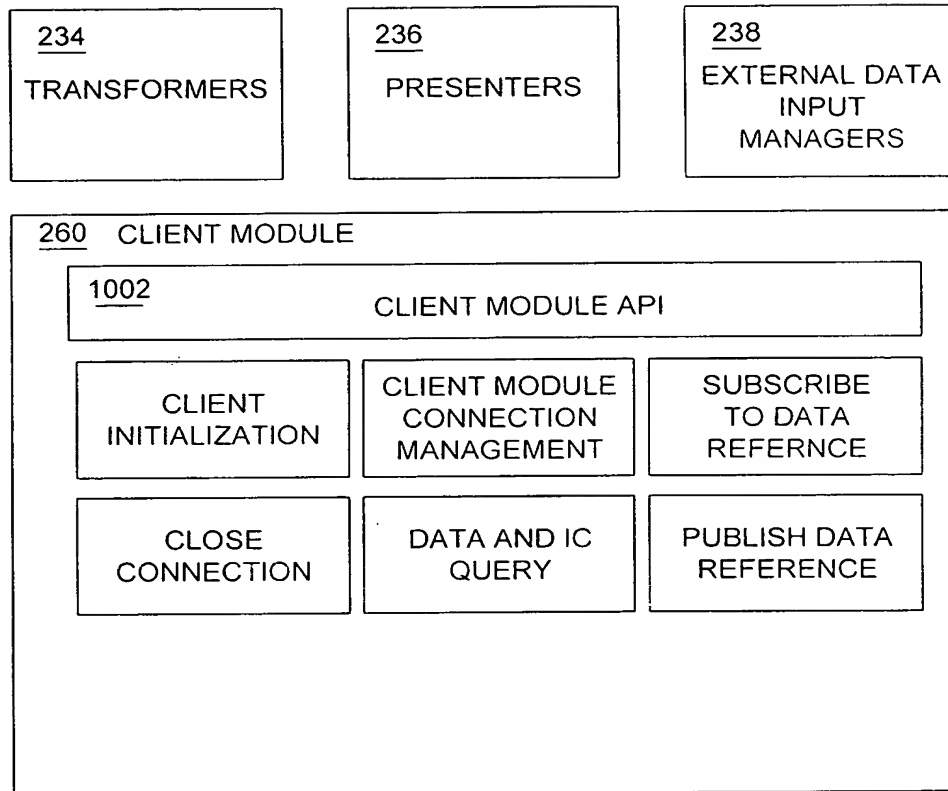 234
TRANSFORMERS
236
PRESENTERS
238
EXTERNAL DATA
INPUT
MANAGERS
260 CLIENT MODULE
1002
CLIENT MODULE API
CLIENT
INITIALIZATION
CLIENT MODULE
CONNECTION
MANAGEMENT
SUBSCRIBE
TO DATA
REFERNCE
CLOSE
CONNECTION
DATA AND IC
QUERY
PUBLISH DATA
REFERENCE